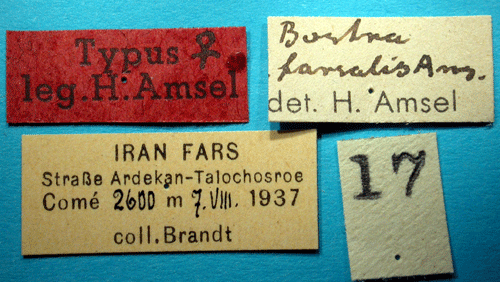 Typus ♀
leg. H. Amsel
Bostra
farsalis Ams.
det. H. Amsel
IRAN FARS
Straße Ardekan-Talochosroe
Comé 2600 m 7. VIII. 1937
coll. Brandt
17